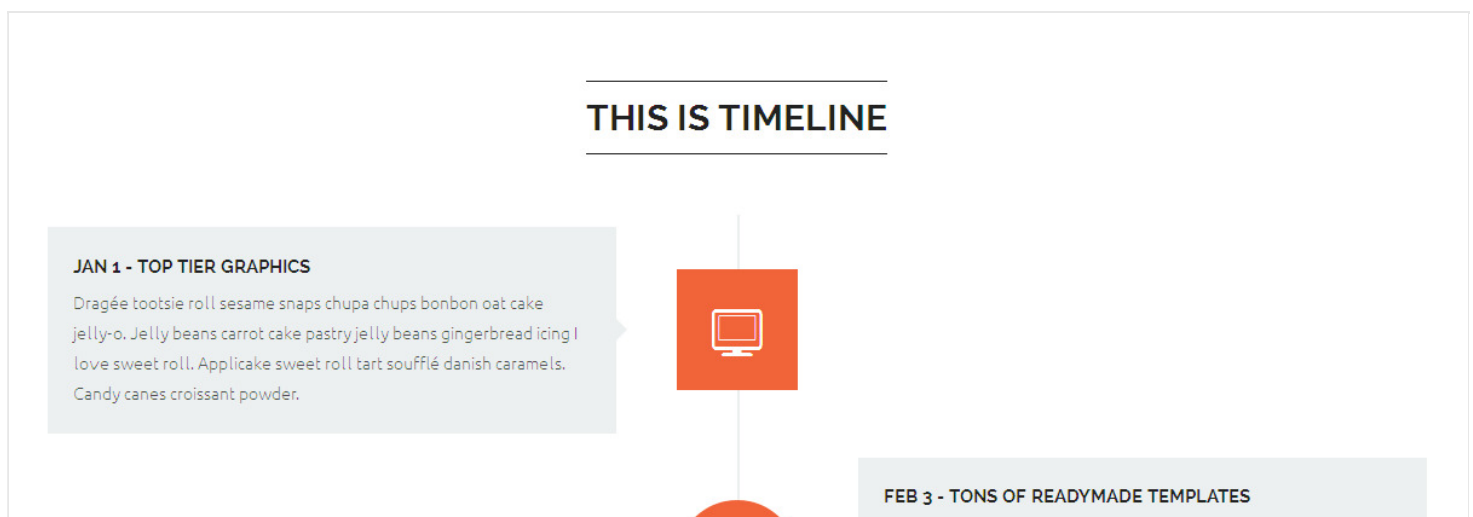 THIS IS TIMELINE
JAN 1 - TOP TIER GRAPHICS
Dragée tootsie roll sesame snaps chupa chups bonbon oat cake
jelly-o. Jelly beans carrot cake pastry jelly beans gingerbread icing I
love sweet roll. Applicake sweet roll tart soufflé danish caramels.
Candy canes croissant powder.
FEB 3 - TONS OF READYMADE TEMPLATES